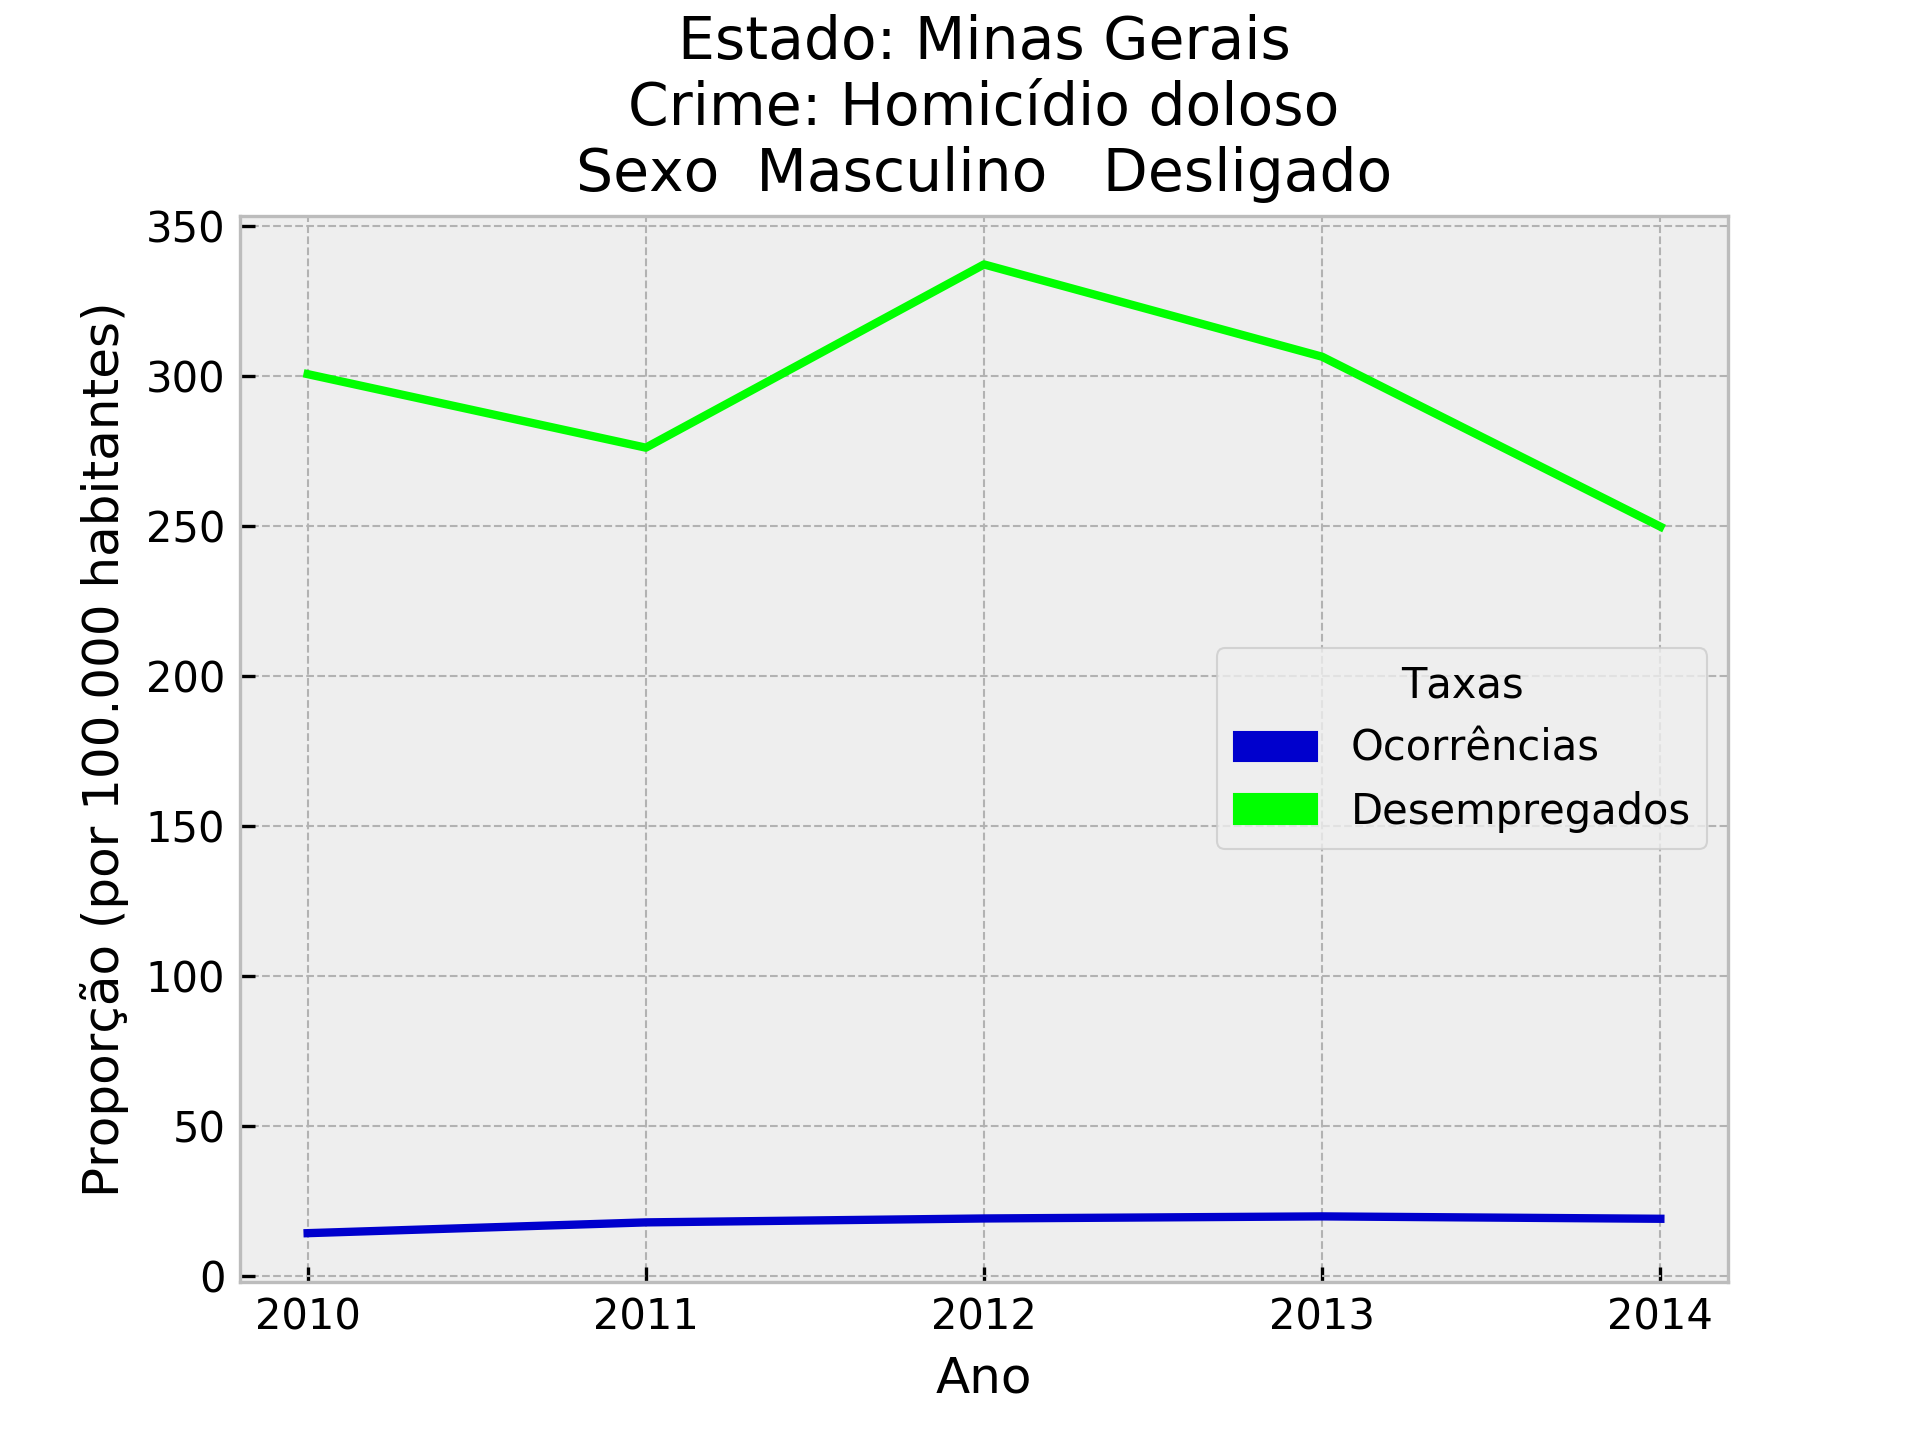 Estado: Minas Gerais
Crime: Homicídio doloso
Sexo  Masculino   Desligado
350
300
250
200
150
100
50
0
Proporção (por 100.000 habitantes)
Taxas
Ocorrências
Desempregados
2010 2011 2012 2013 2014
Ano